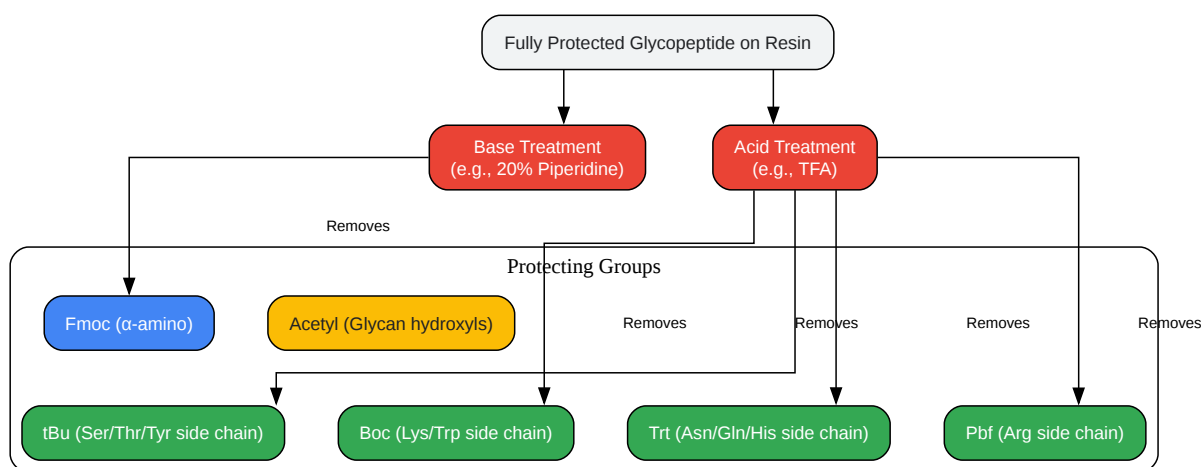 Fully Protected Glycopeptide on Resin
Base Treatment
(e.g., 20% Piperidine)
Acid Treatment
(e.g., TFA)
Removes
Protecting Groups
Fmoc (α-amino)
Acetyl (Glycan hydroxyls)
Removes
Removes
Removes
Removes
tBu (Ser/Thr/Tyr side chain)
Boc (Lys/Trp side chain)
Trt (Asn/Gln/His side chain)
Pbf (Arg side chain)